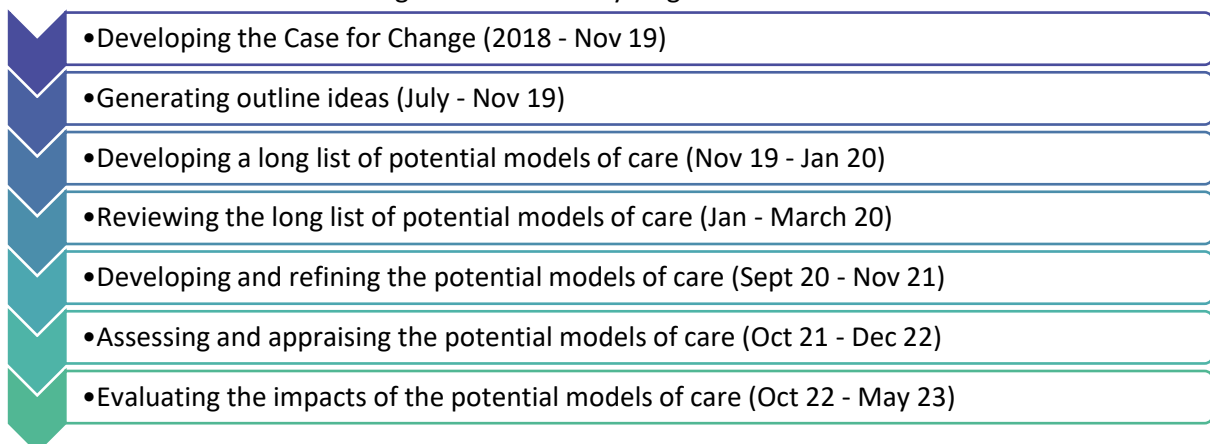 •Developing the Case for Change (2018 - Nov 19)
•Generating outline ideas (July - Nov 19)
•Developing a long list of potential models of care (Nov 19 - Jan 20)
•Reviewing the long list of potential models of care (Jan - March 20)
•Developing and refining the potential models of care (Sept 20 - Nov 21)
•Assessing and appraising the potential models of care (Oct 21 - Dec 22)
•Evaluating the impacts of the potential models of care (Oct 22 - May 23)